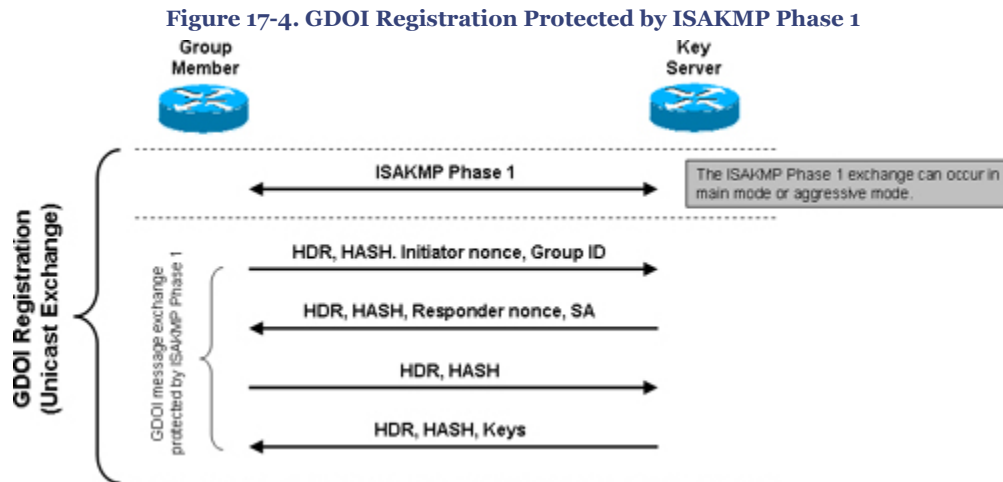 Figure 17-4. GDOI Registration Protected by ISAKMP Phase 1
Group
Member
Key
Server
ISAKMP Phase 1
The ISAKMP Phase 1 exchange can occur in
main mode or aggressive mode.
GDOI Registration
(Unicast Exchange)
GDOI message exchange
protected by ISAKMP Phase 1
HDR, HASH. Initiator nonce, Group ID
HDR, HASH, Responder nonce, SA
HDR, HASH
HDR, HASH, Keys